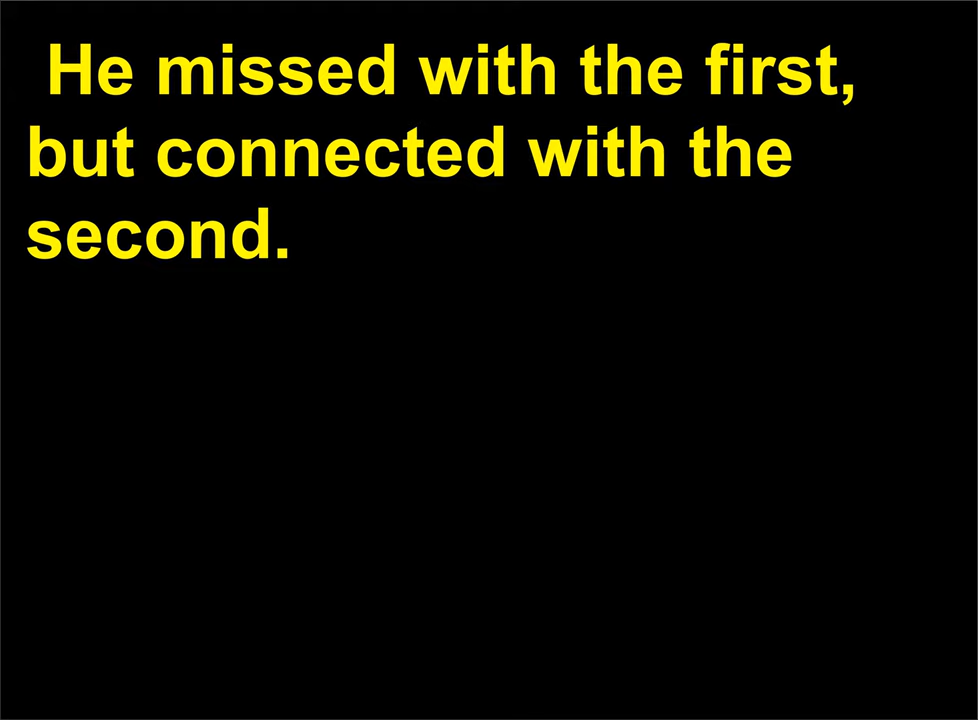 He missed with the first,
but connected with the
second.